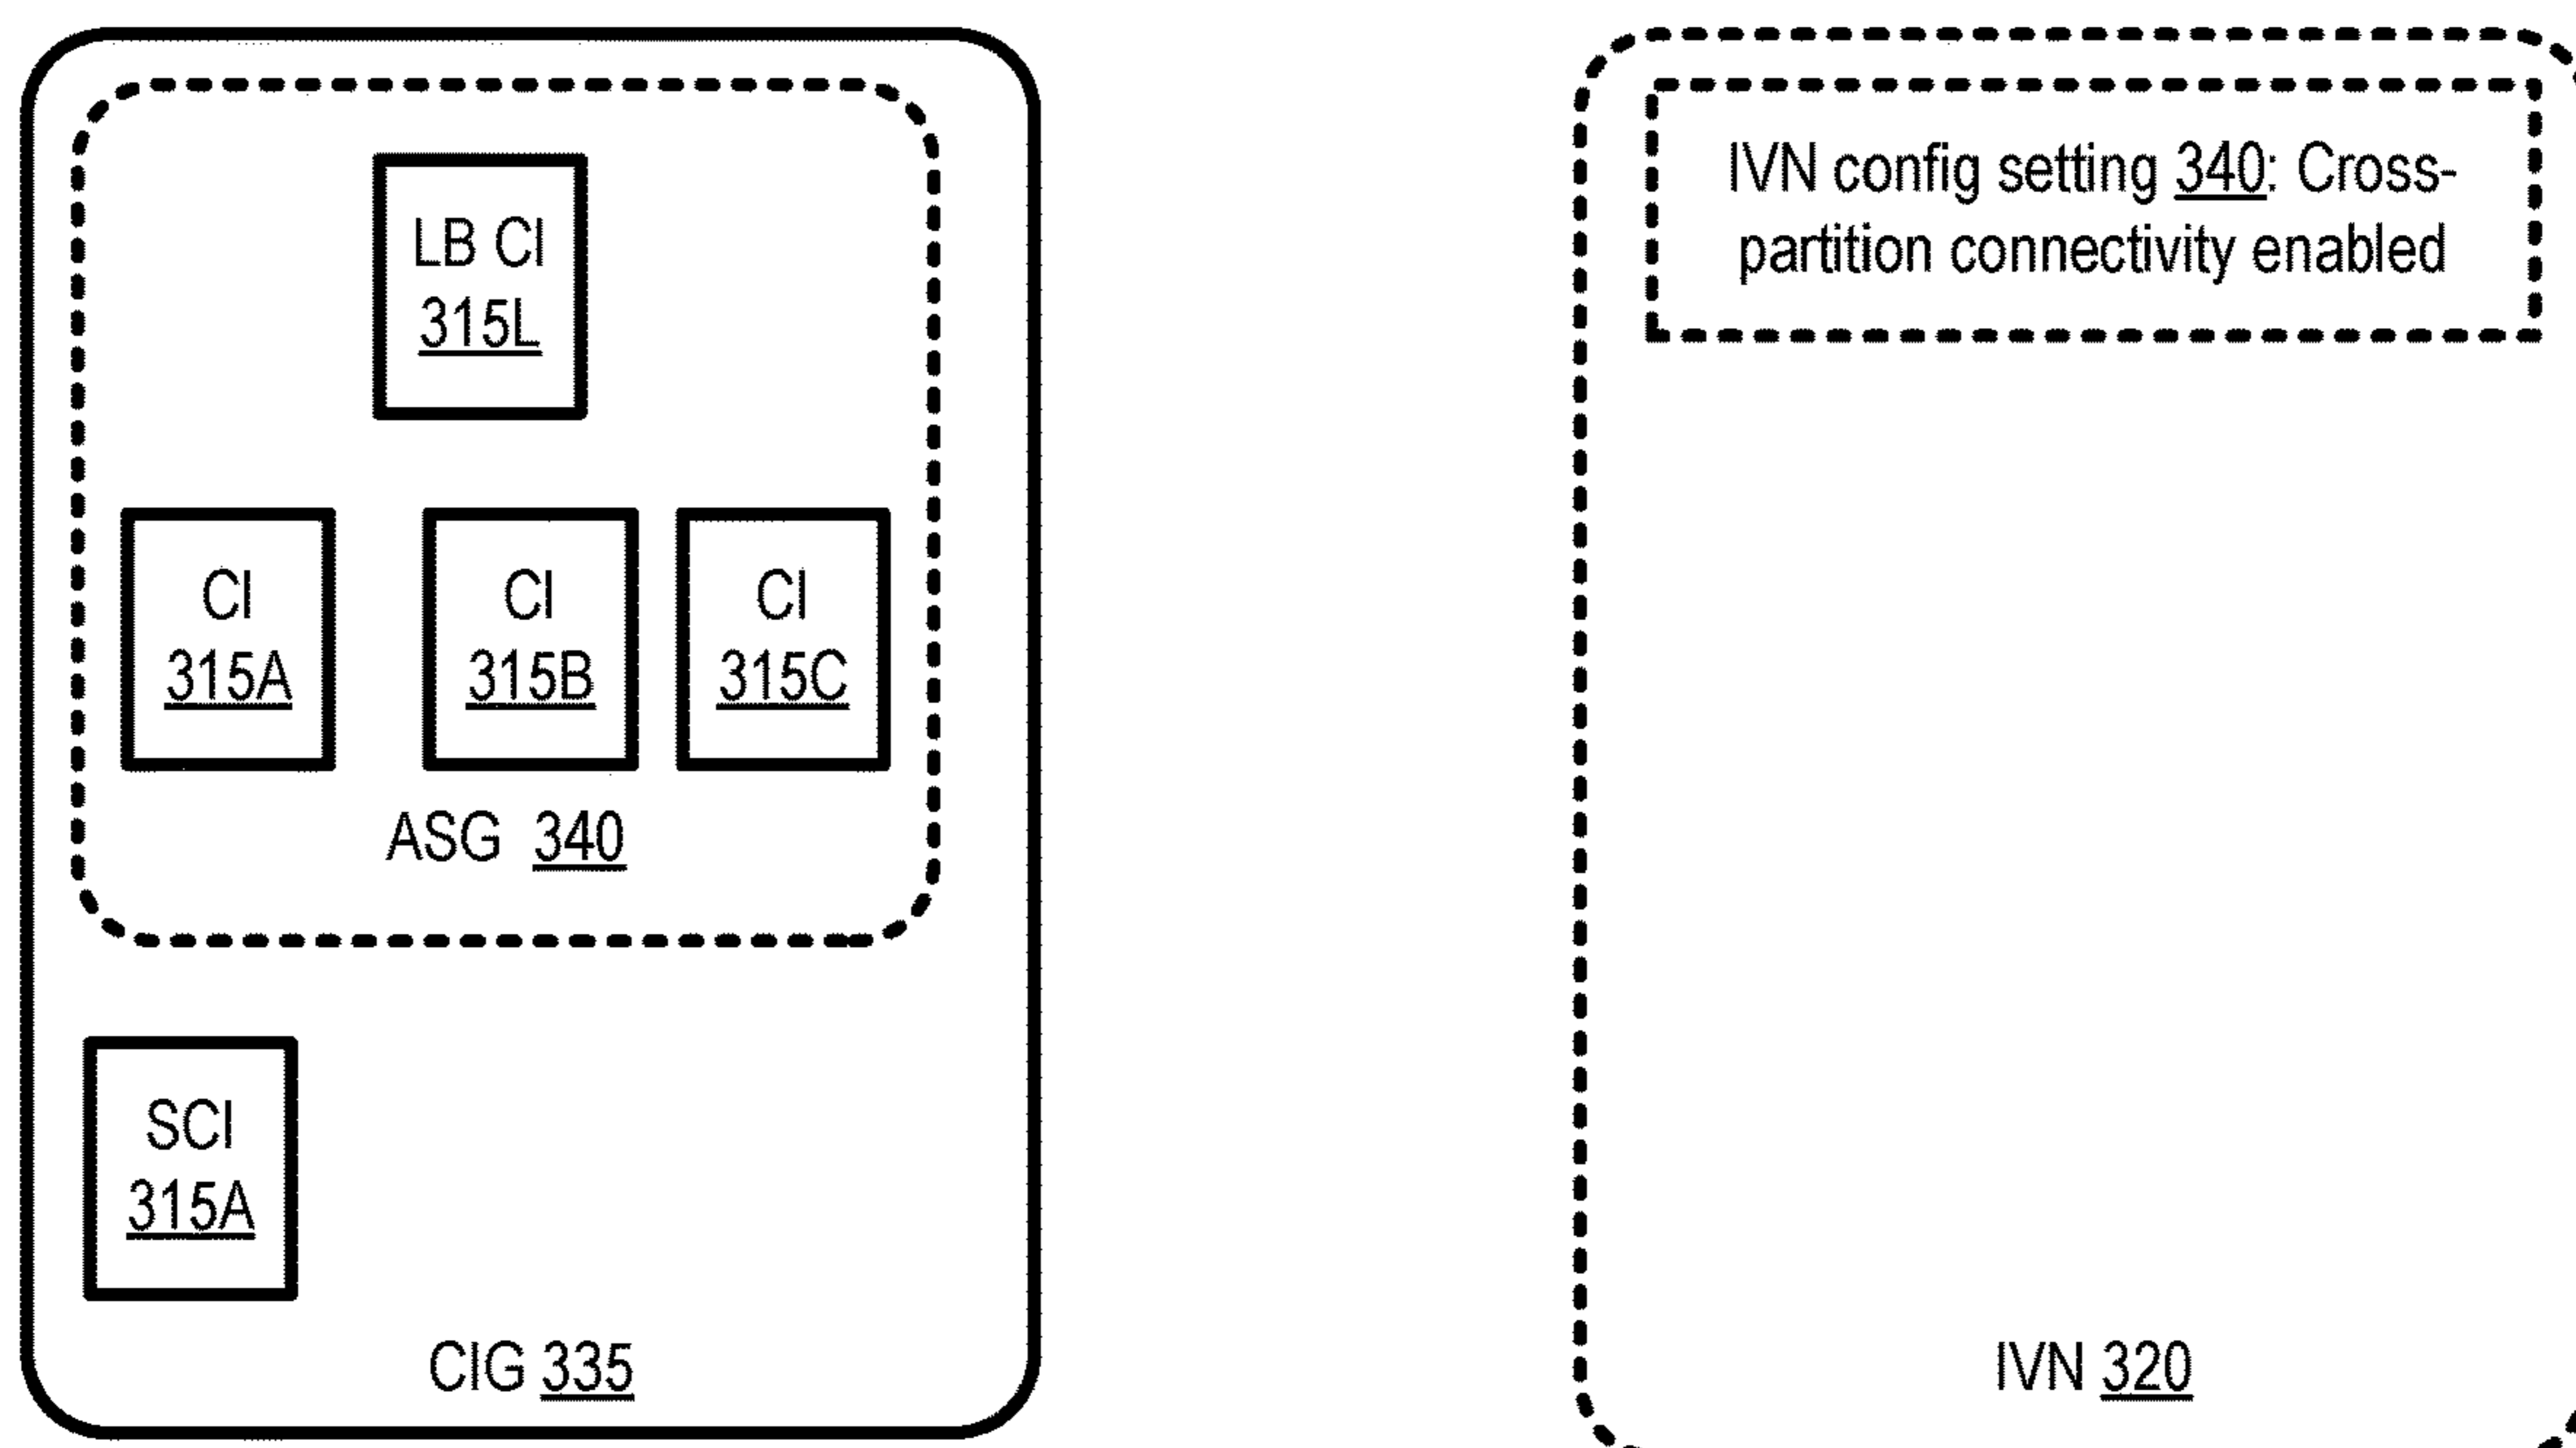 LB CI
315L
CI
315A
CI
315B
CI
315C
ASG 340
SCI
315A
CIG 335
IVN config setting 340: Cross-
partition connectivity enabled
IVN 320